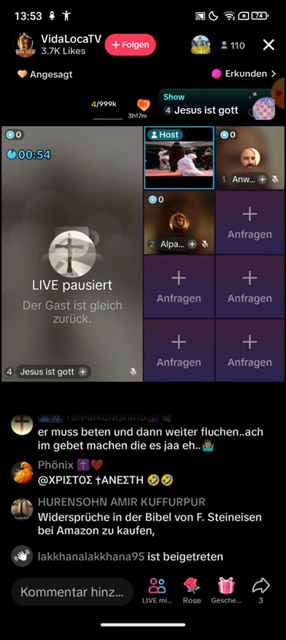 13:53
74
VidaLocaTV
3.7K Likes
+ Folgen
110
Angesagt
Erkunden >
4/999k
3h17m
Show
4 Jesus ist gott
0
00:54
LIVE pausiert
Der Gast ist gleich
zurück.
4 Jesus ist gott +
Host
0
1 Anw... +
0
2 Alpa... +
Anfragen
Anfragen
Anfragen
Anfragen
Anfragen
Anfragen
er muss beten und dann weiter fluchen..ach
im gebet machen die es jaa eh..
Phönix
@ΧΡΙΣΤΟΣ †ΑΝΕΣΤΗ
HURENSOHN AMIR KUFFURPUR
Widersprüche in der Bibel von F. Steineisen
bei Amazon zu kaufen,
lakkhanalakkhana95 ist beigetreten
Kommentar hinz...
LIVE mi...
Rose
Gesche...
3